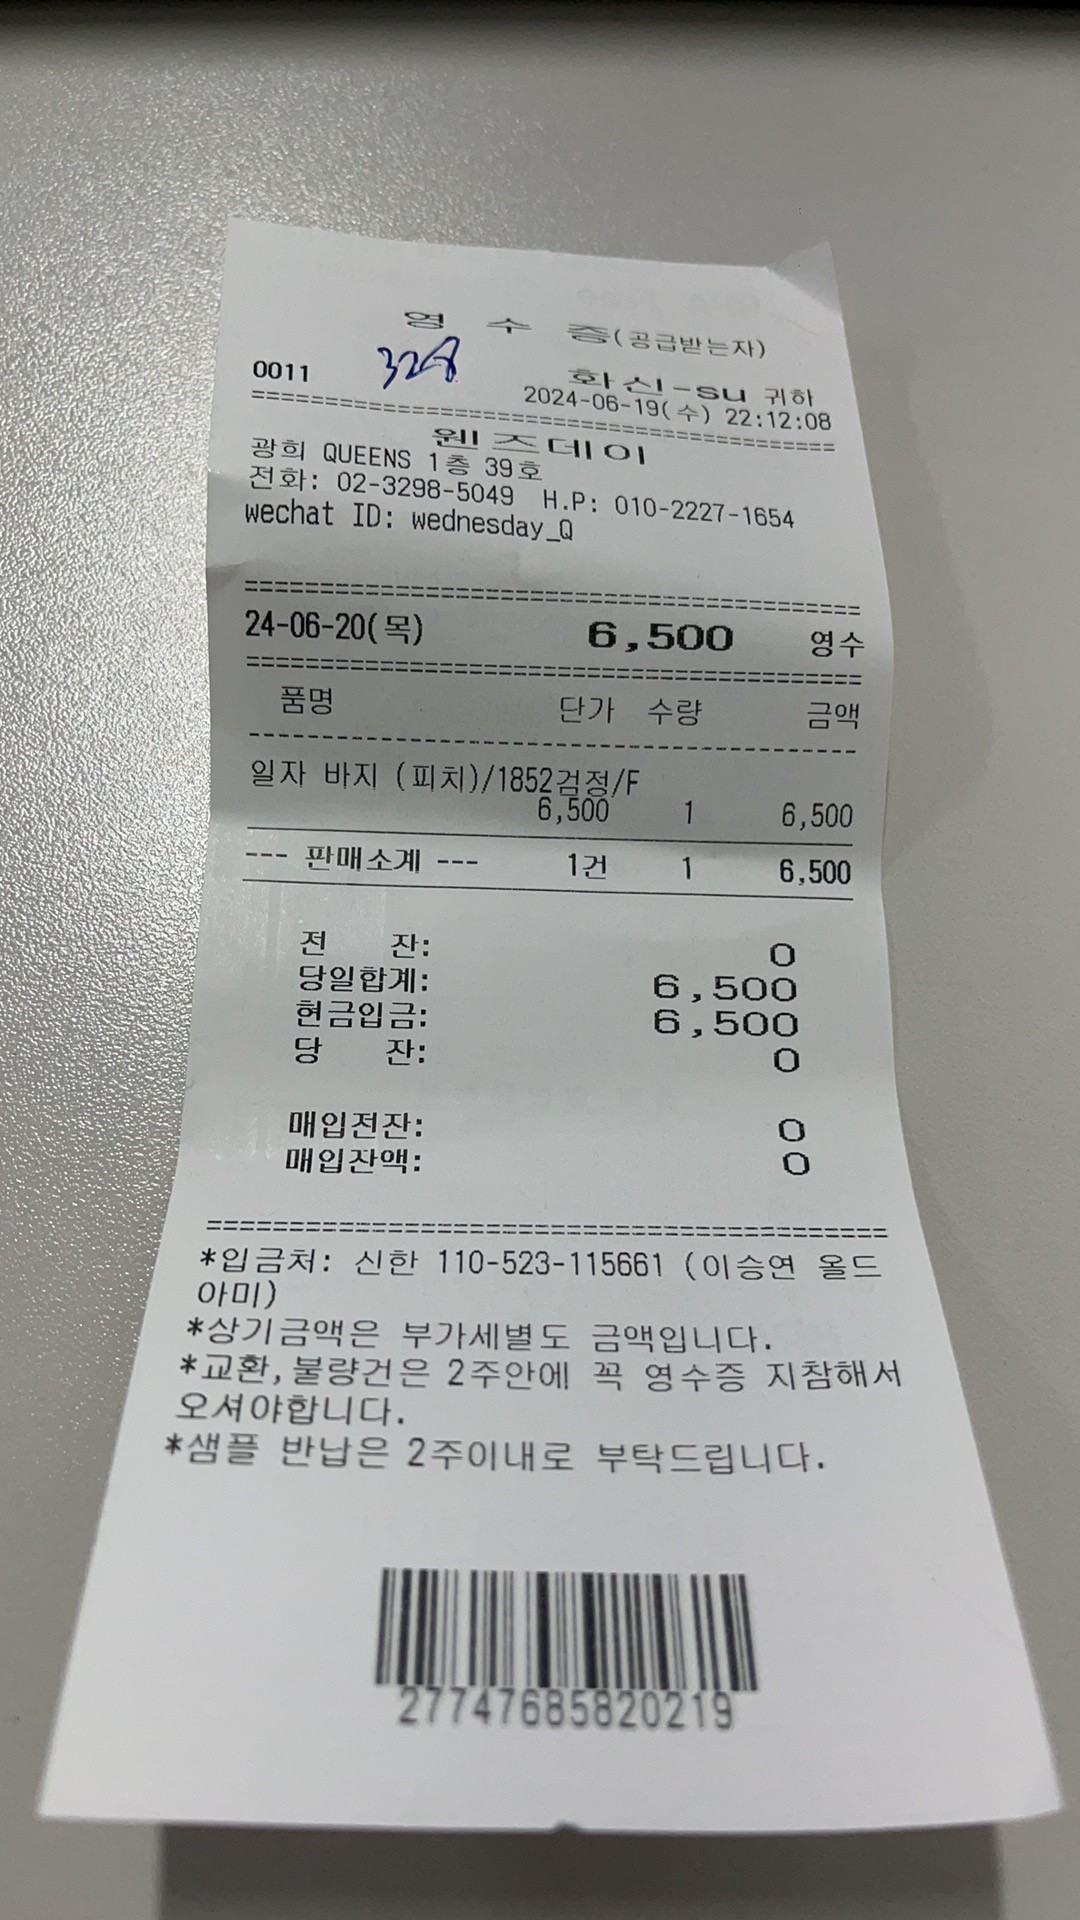 영 수 증(공급받는자)
328
0011 화신-su 귀하
2024-06-19(수) 22:12:08
===========================================
웬즈데이
광희 QUEENS 1층 39호
전화: 02-3298-5049 H.P: 010-2227-1654
wechat ID: wednesday_Q
===========================================
24-06-20(목) 6,500 영수
===========================================
품명 단가 수량 금액
-------------------------------------------
일자 바지 (피치)/1852검정/F
6,500 1 6,500
--- 판매소계 --- 1건 1 6,500
전 잔: 0
당일합계: 6,500
현금입금: 6,500
당 잔: 0
매입전잔: 0
매입잔액: 0
===========================================
*입금처: 신한 110-523-115661 (이승연 올드
아미)
*상기금액은 부가세별도 금액입니다.
*교환,불량건은 2주안에 꼭 영수증 지참해서
오셔야합니다.
*샘플 반납은 2주이내로 부탁드립니다.
27747685820219